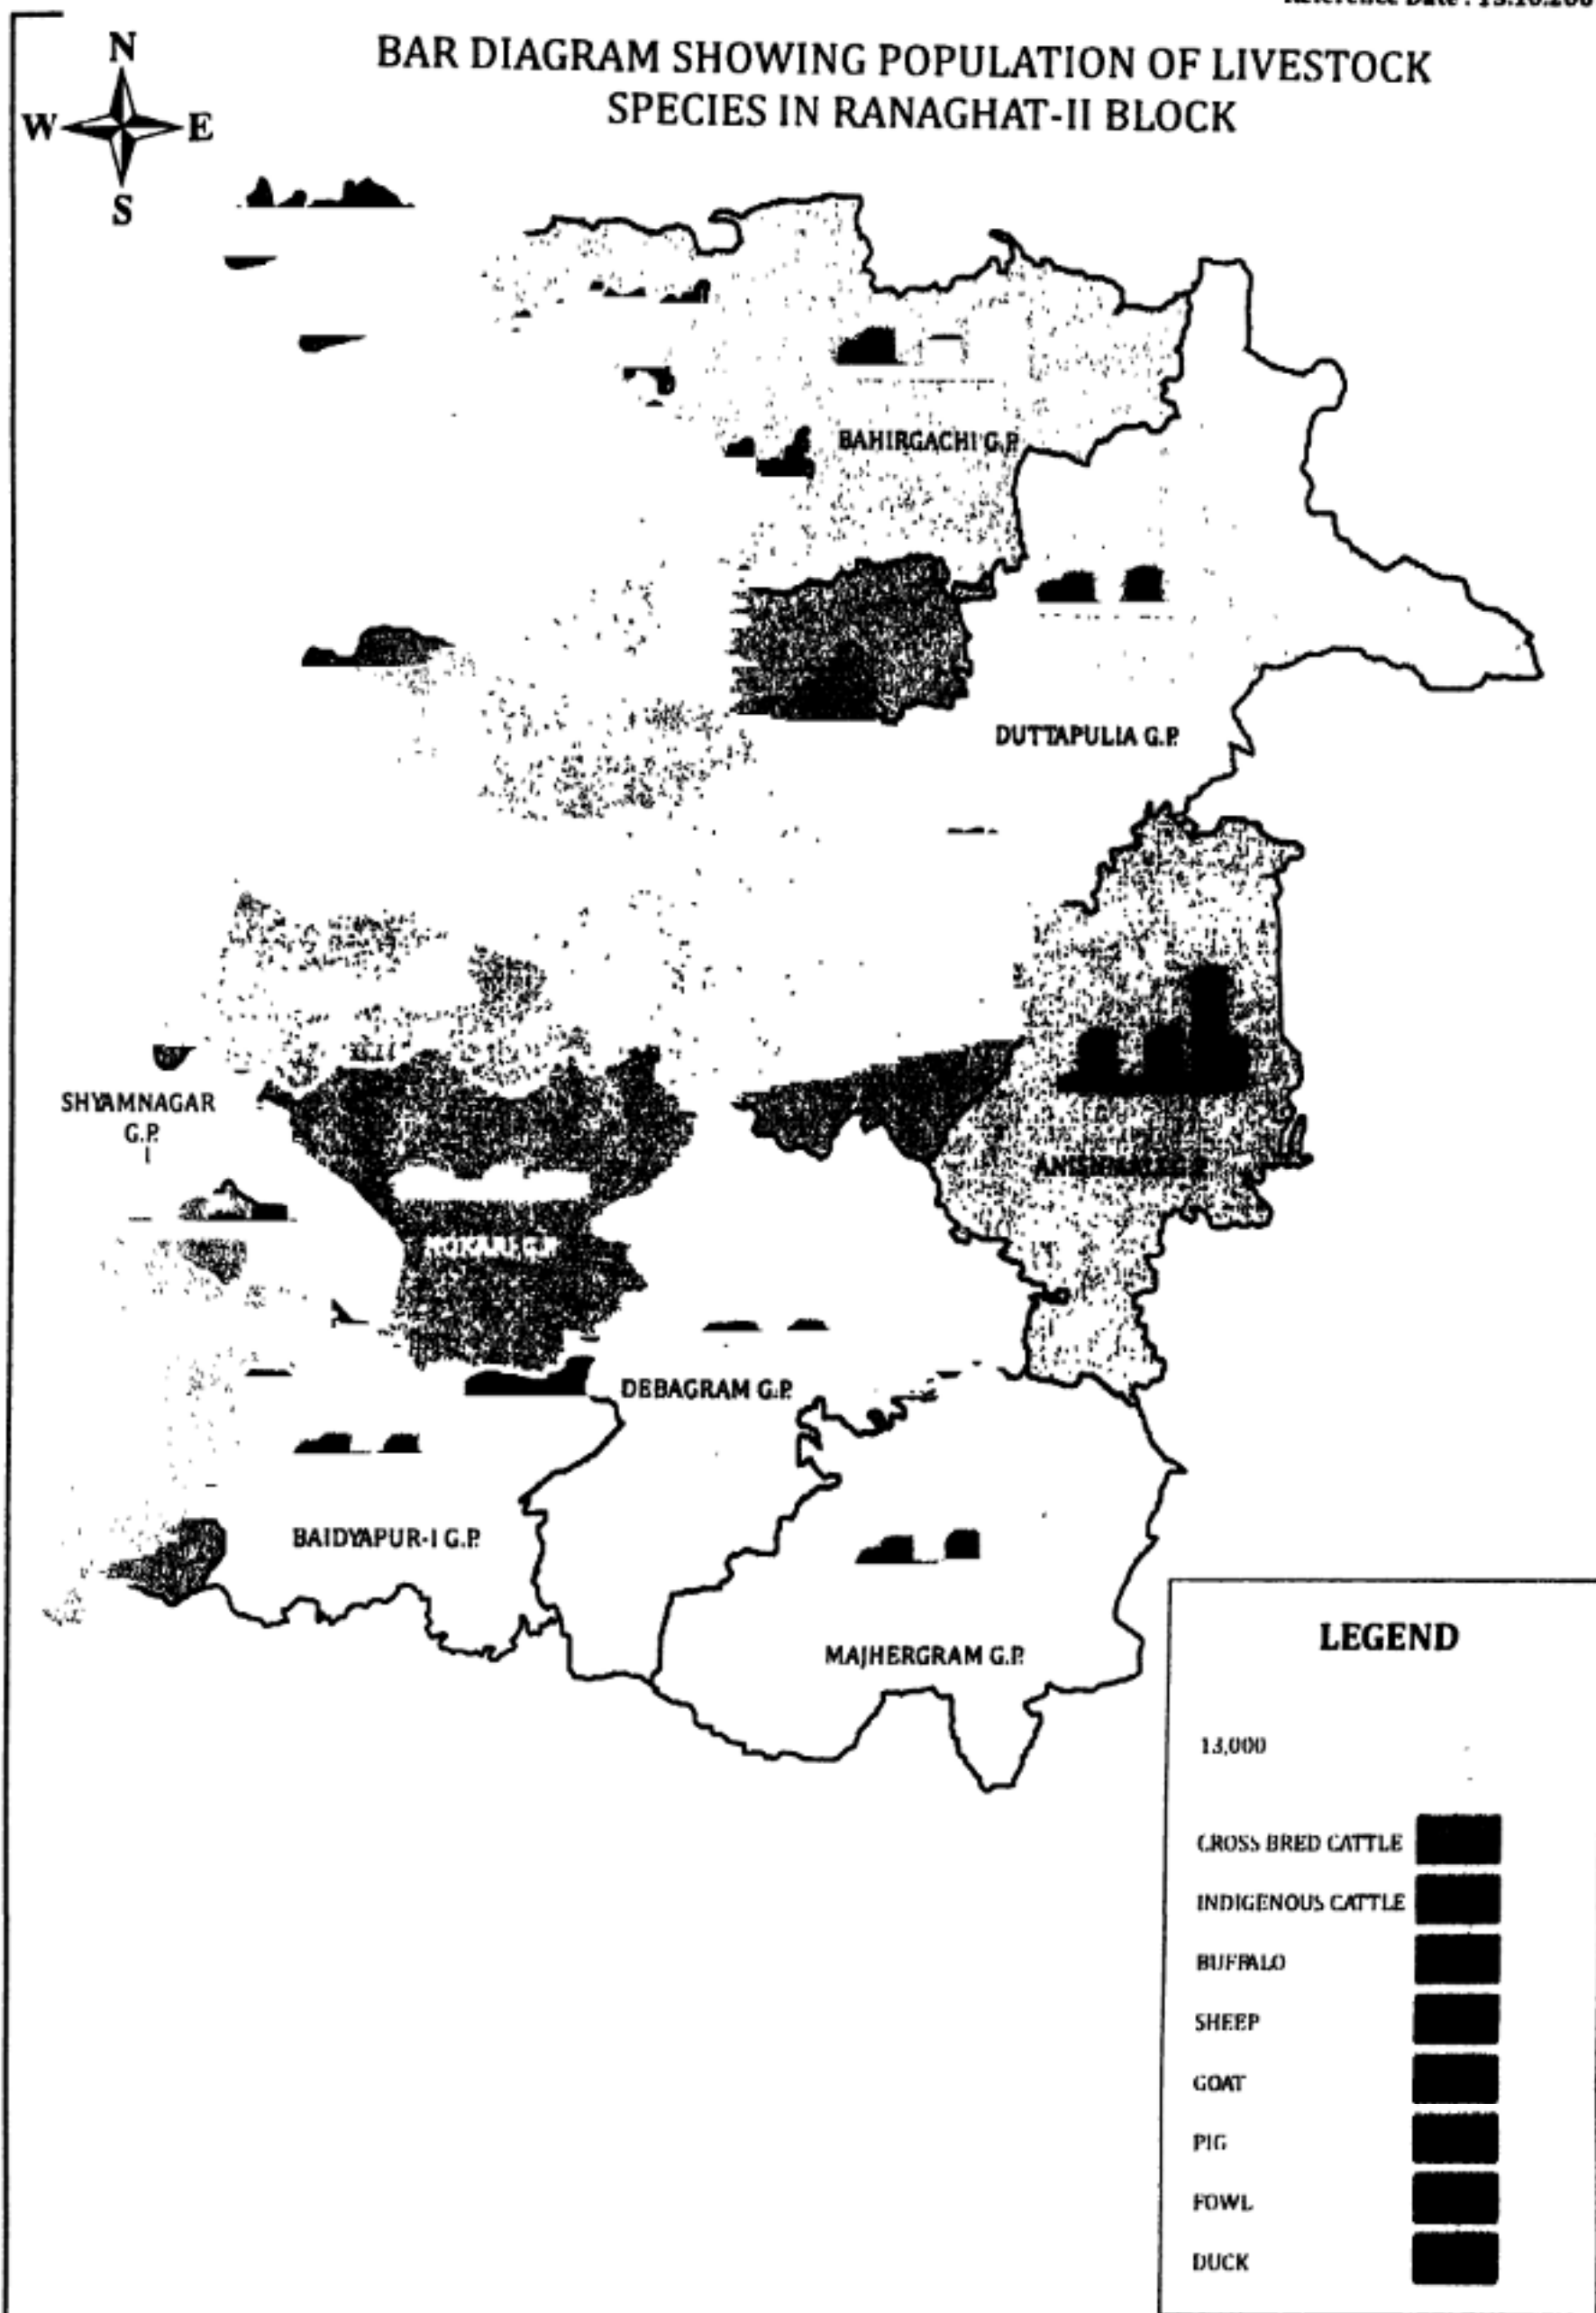 BAR DIAGRAM SHOWING POPULATION OF LIVESTOCK
SPECIES IN RANAGHAT-II BLOCK
N
W E
S
BAHIRGACHI G.P.
DUTTAPULIA G.P.
SHYAMNAGAR
G.P.
DEBAGRAM G.P.
BAIDYAPUR-I G.P.
MAJHERGRAM G.P.
LEGEND
13,000
CROSS BRED CATTLE
INDIGENOUS CATTLE
BUFFALO
SHEEP
GOAT
PIG
FOWL
DUCK